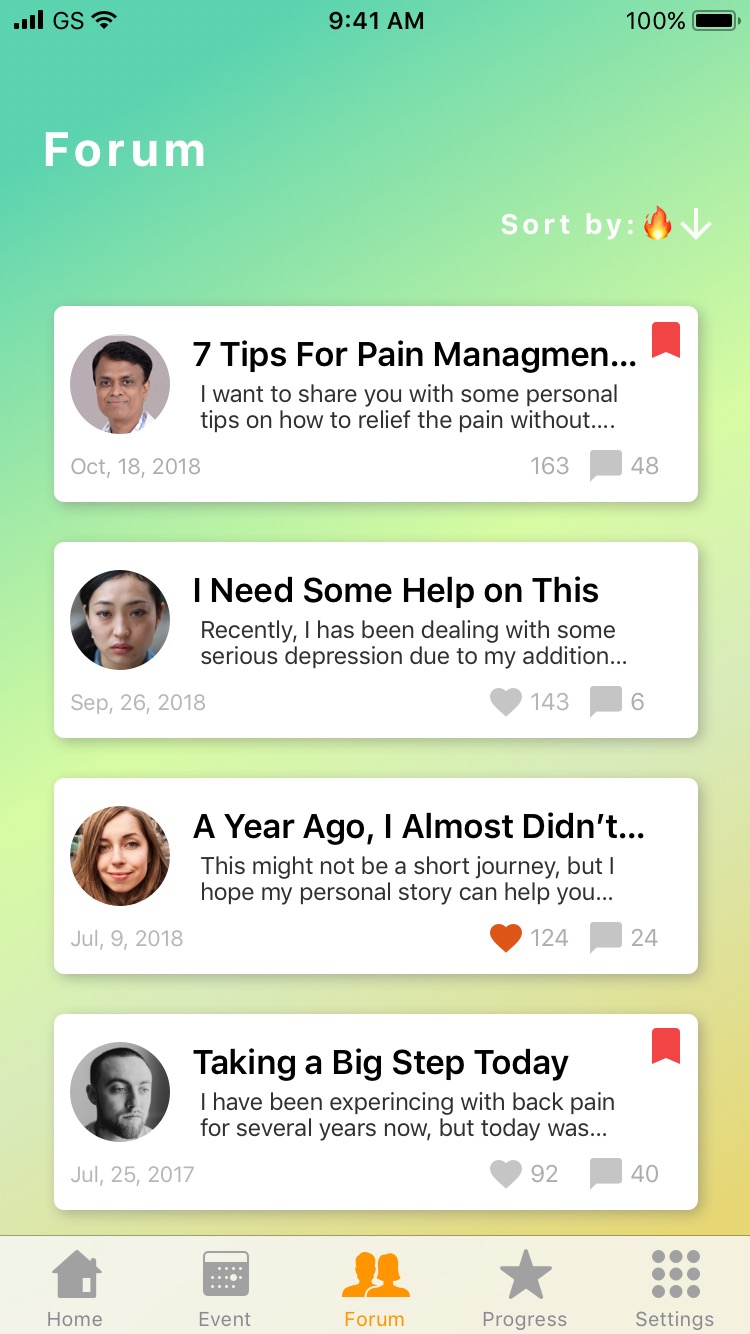 GS 9:41 AM 100%
Forum
Sort by:
7 Tips For Pain Managmen...
I want to share you with some personal
tips on how to relief the pain without....
Oct, 18, 2018 163 48
I Need Some Help on This
Recently, I has been dealing with some
serious depression due to my addition...
Sep, 26, 2018 143 6
A Year Ago, I Almost Didn’t...
This might not be a short journey, but I
hope my personal story can help you...
Jul, 9, 2018 124 24
Taking a Big Step Today
I have been experincing with back pain
for several years now, but today was...
Jul, 25, 2017 92 40
Home Event Forum Progress Settings